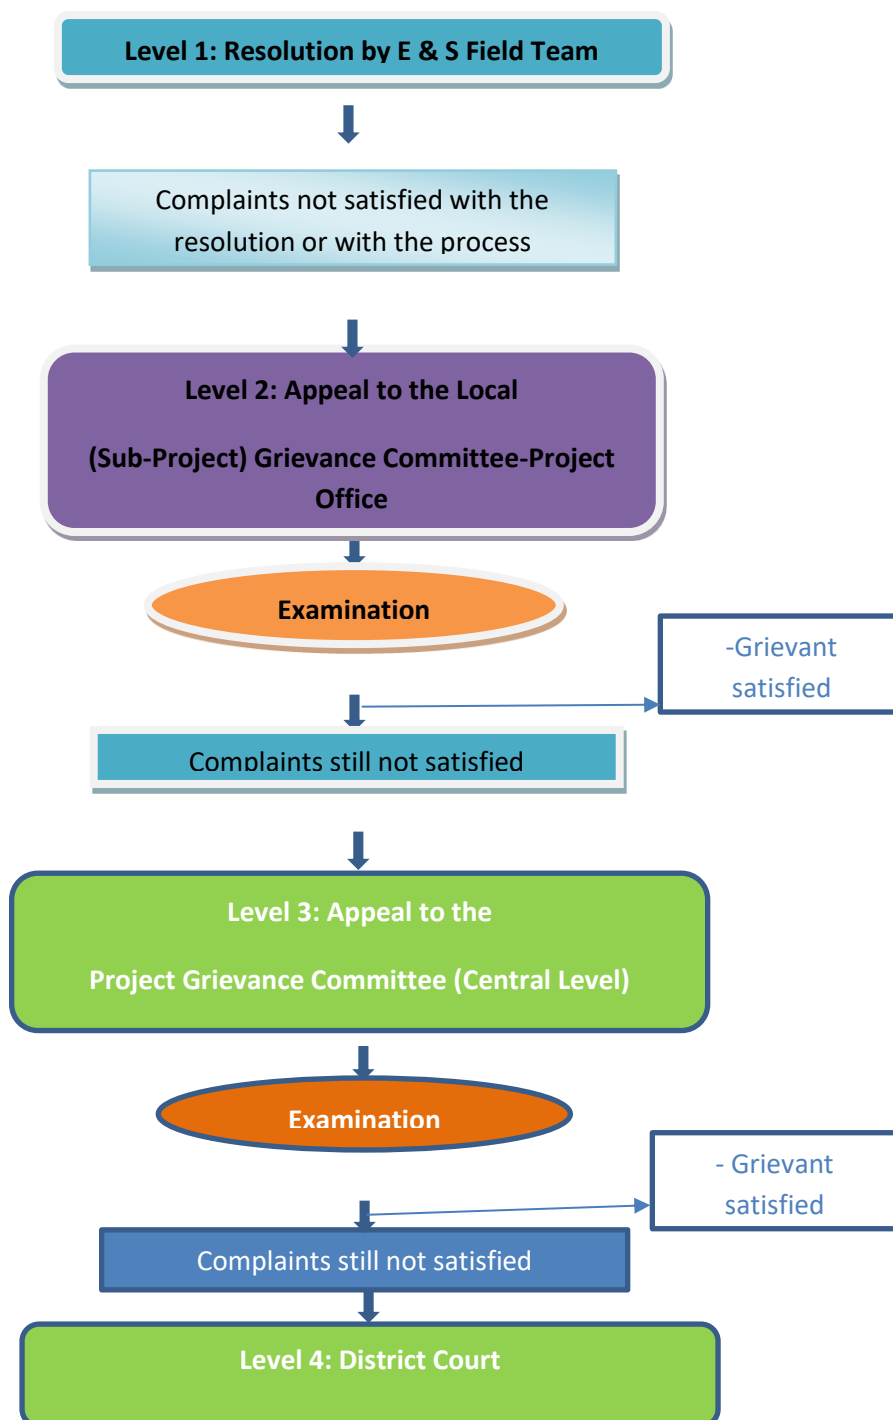 Level 1: Resolution by E & S Field Team
Complaints not satisfied with the
resolution or with the process
Level 2: Appeal to the Local
(Sub-Project) Grievance Committee-Project
Office
Examination
-Grievant
satisfied
Complaints still not satisfied
Level 3: Appeal to the
Project Grievance Committee (Central Level)
Examination
- Grievant
satisfied
Complaints still not satisfied
Level 4: District Court